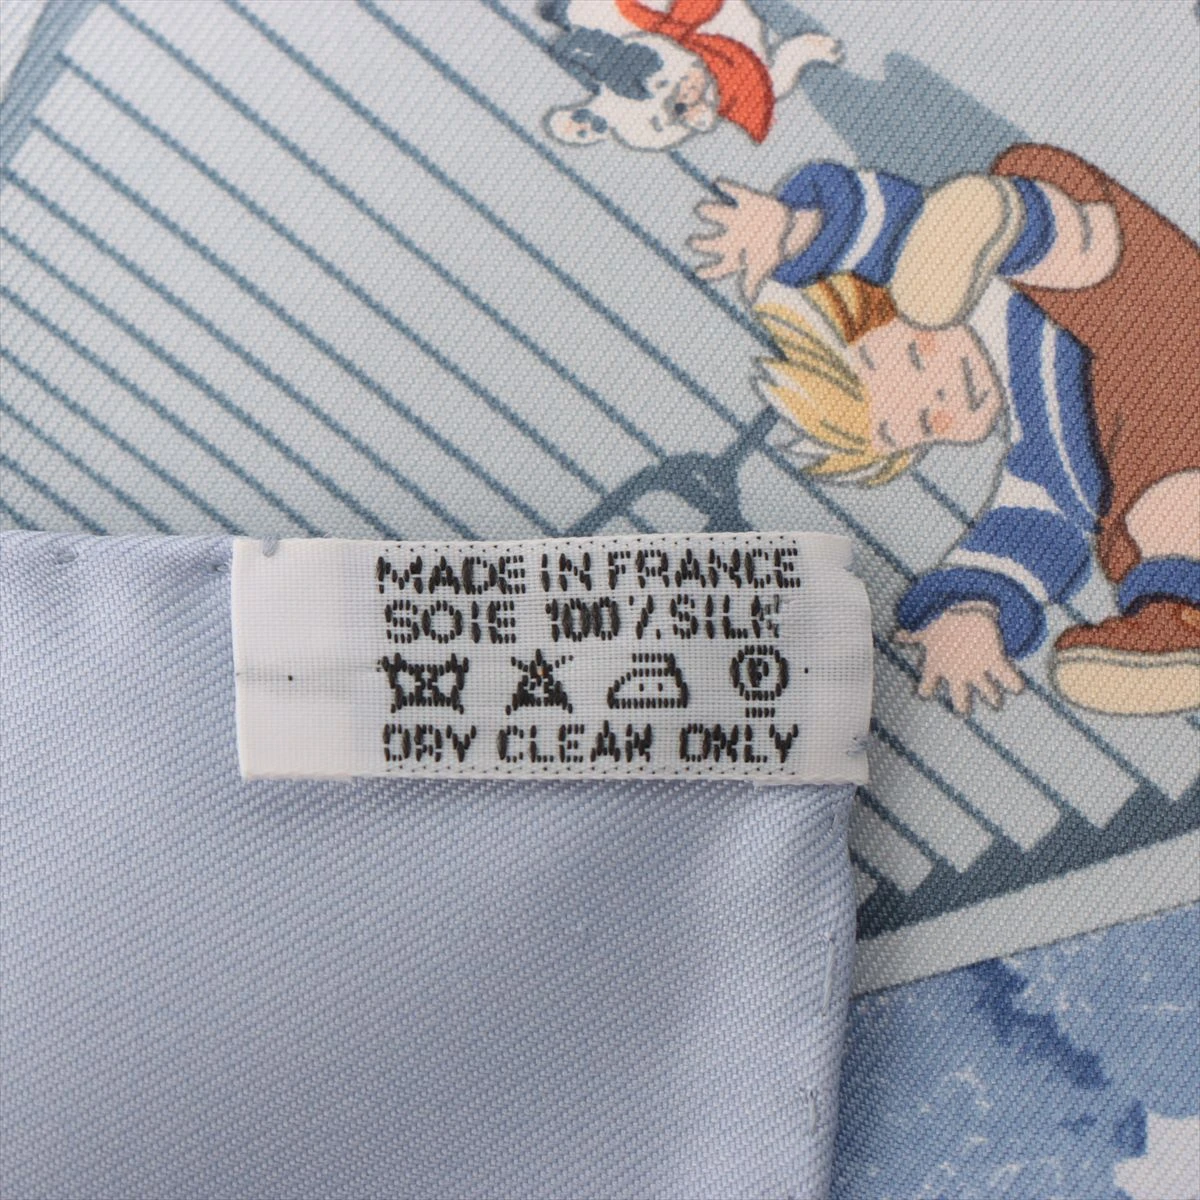 MADE IN FRANCE
SOIE 100% SILK
P
DRY CLEAN ONLY